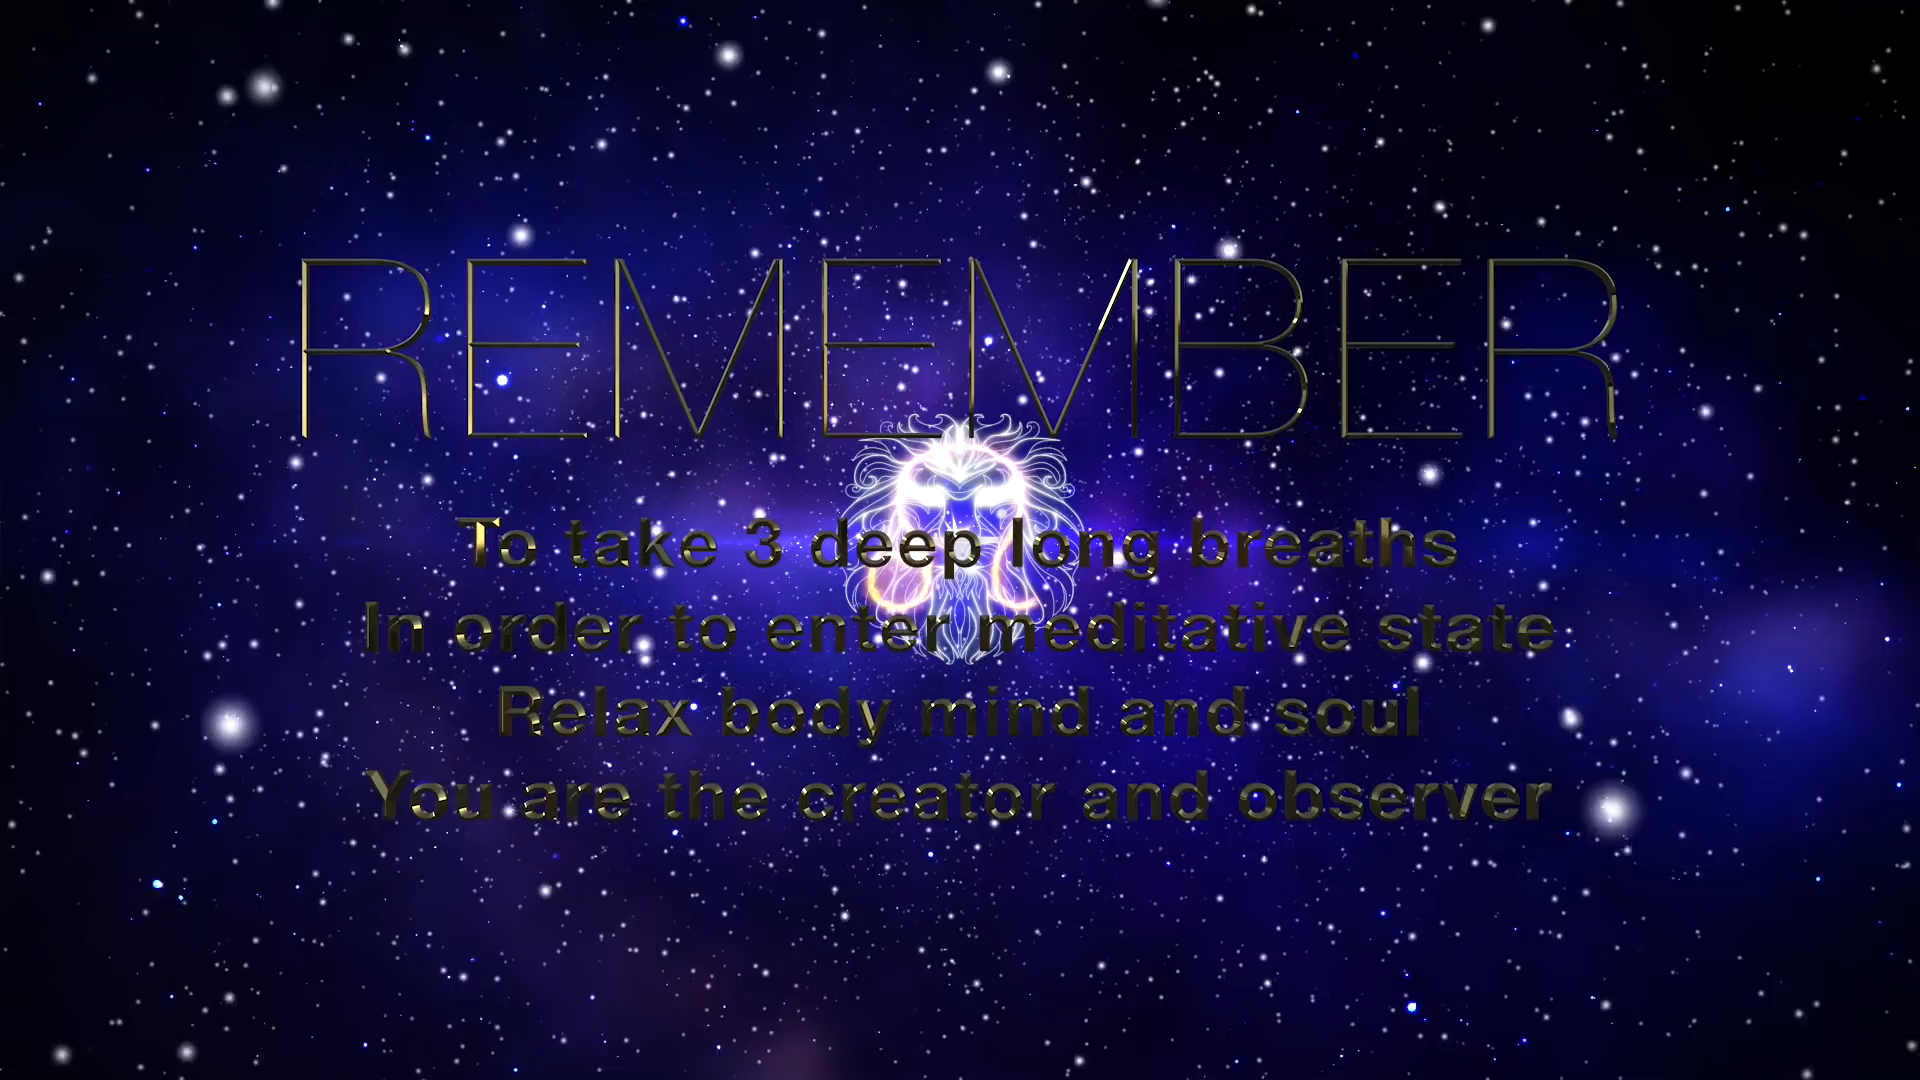 REMEMBER
To take 3 deep long breaths
In order to enter meditative state
Relax body mind and soul
You are the creator and observer